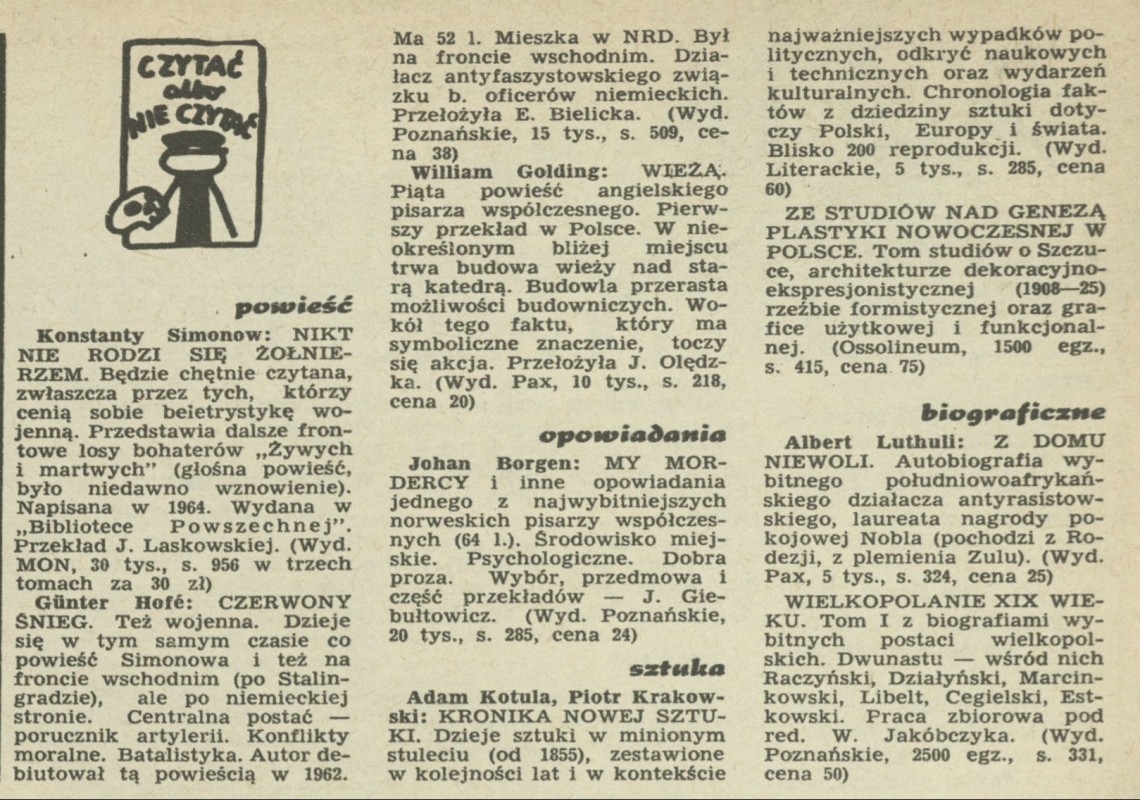 CZYTAĆ
albo
NIE CZYTAĆ
powieść
Konstanty Simonow: NIKT
NIE RODZI SIĘ ŻOŁNIE-
RZEM. Będzie chętnie czytana,
zwłaszcza przez tych, którzy
cenią sobie beletrystykę wo-
jenną. Przedstawia dalsze fron-
towe losy bohaterów „Żywych
i martwych" (głośna powieść,
było niedawno wznowienie).
Napisana w 1964. Wydana w
„Bibliotece Powszechnej".
Przekład J. Laskowskiej. (Wyd.
MON, 30 tys., s. 956 w trzech
tomach za 30 zł)
Günter Hofé: CZERWONY
ŚNIEG. Też wojenna. Dzieje
się w tym samym czasie co
powieść Simonowa i też na
froncie wschodnim (po Stalin-
gradzie), ale po niemieckiej
stronie. Centralna postać —
porucznik artylerii. Konflikty
moralne. Batalistyka. Autor de-
biutował tą powieścią w 1962.
Ma 52 l. Mieszka w NRD. Był
na froncie wschodnim. Dzia-
łacz antyfaszystowskiego zwią-
zku b. oficerów niemieckich.
Przełożyła E. Bielicka. (Wyd.
Poznańskie, 15 tys., s. 509, ce-
na 38)
William Golding: WIEŻA.
Piąta powieść angielskiego
pisarza współczesnego. Pierw-
szy przekład w Polsce. W nie-
określonym bliżej miejscu
trwa budowa wieży nad sta-
rą katedrą. Budowla przerasta
możliwości budowniczych. Wo-
kół tego faktu, który ma
symboliczne znaczenie, toczy
się akcja. Przełożyła J. Olędz-
ka. (Wyd. Pax, 10 tys., s. 218,
cena 20)
opowiadania
Johan Borgen: MY MOR-
DERCY i inne opowiadania
jednego z najwybitniejszych
norweskich pisarzy współczes-
nych (64 l.). Środowisko miej-
skie. Psychologiczne. Dobra
proza. Wybór, przedmowa i
część przekładów — J. Gie-
bułtowicz. (Wyd. Poznańskie,
20 tys., s. 285, cena 24)
sztuka
Adam Kotula, Piotr Krakow-
ski: KRONIKA NOWEJ SZTU-
KI. Dzieje sztuki w minionym
stuleciu (od 1855), zestawione
w kolejności lat i w kontekście
najważniejszych wypadków po-
litycznych, odkryć naukowych
i technicznych oraz wydarzeń
kulturalnych. Chronologia fak-
tów z dziedziny sztuki doty-
czy Polski, Europy i świata.
Blisko 200 reprodukcji. (Wyd.
Literackie, 5 tys., s. 285, cena
60)
ZE STUDIÓW NAD GENEZĄ
PLASTYKI NOWOCZESNEJ W
POLSCE. Tom studiów o Szczu-
ce, architekturze dekoracyjno-
ekspresjonistycznej (1908—25)
rzeźbie formistycznej oraz gra-
fice użytkowej i funkcjonal-
nej. (Ossolineum, 1500 egz.,
s. 415, cena 75)
biograficzne
Albert Luthuli: Z DOMU
NIEWOLI. Autobiografia wy-
bitnego południowoafrykań-
skiego działacza antyrasistow-
skiego, laureata nagrody po-
kojowej Nobla (pochodzi z Ro-
dezji, z plemienia Zulu). (Wyd.
Pax, 5 tys., s. 324, cena 25)
WIELKOPOLANIE XIX WIE-
KU. Tom I z biografiami wy-
bitnych postaci wielkopol-
skich. Dwunastu — wśród nich
Raczyński, Działyński, Marcin-
kowski, Libelt, Cegielski, Est-
kowski. Praca zbiorowa pod
red. W. Jakóbczyka. (Wyd.
Poznańskie, 2500 egz., s. 331,
cena 50)